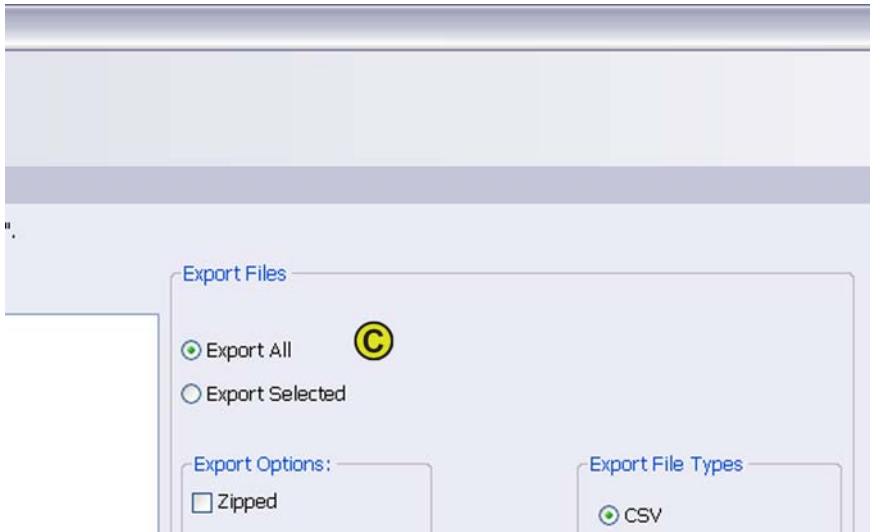 ".
Export Files
Export All
C
Export Selected
Export Options:
Zipped
Export File Types
CSV